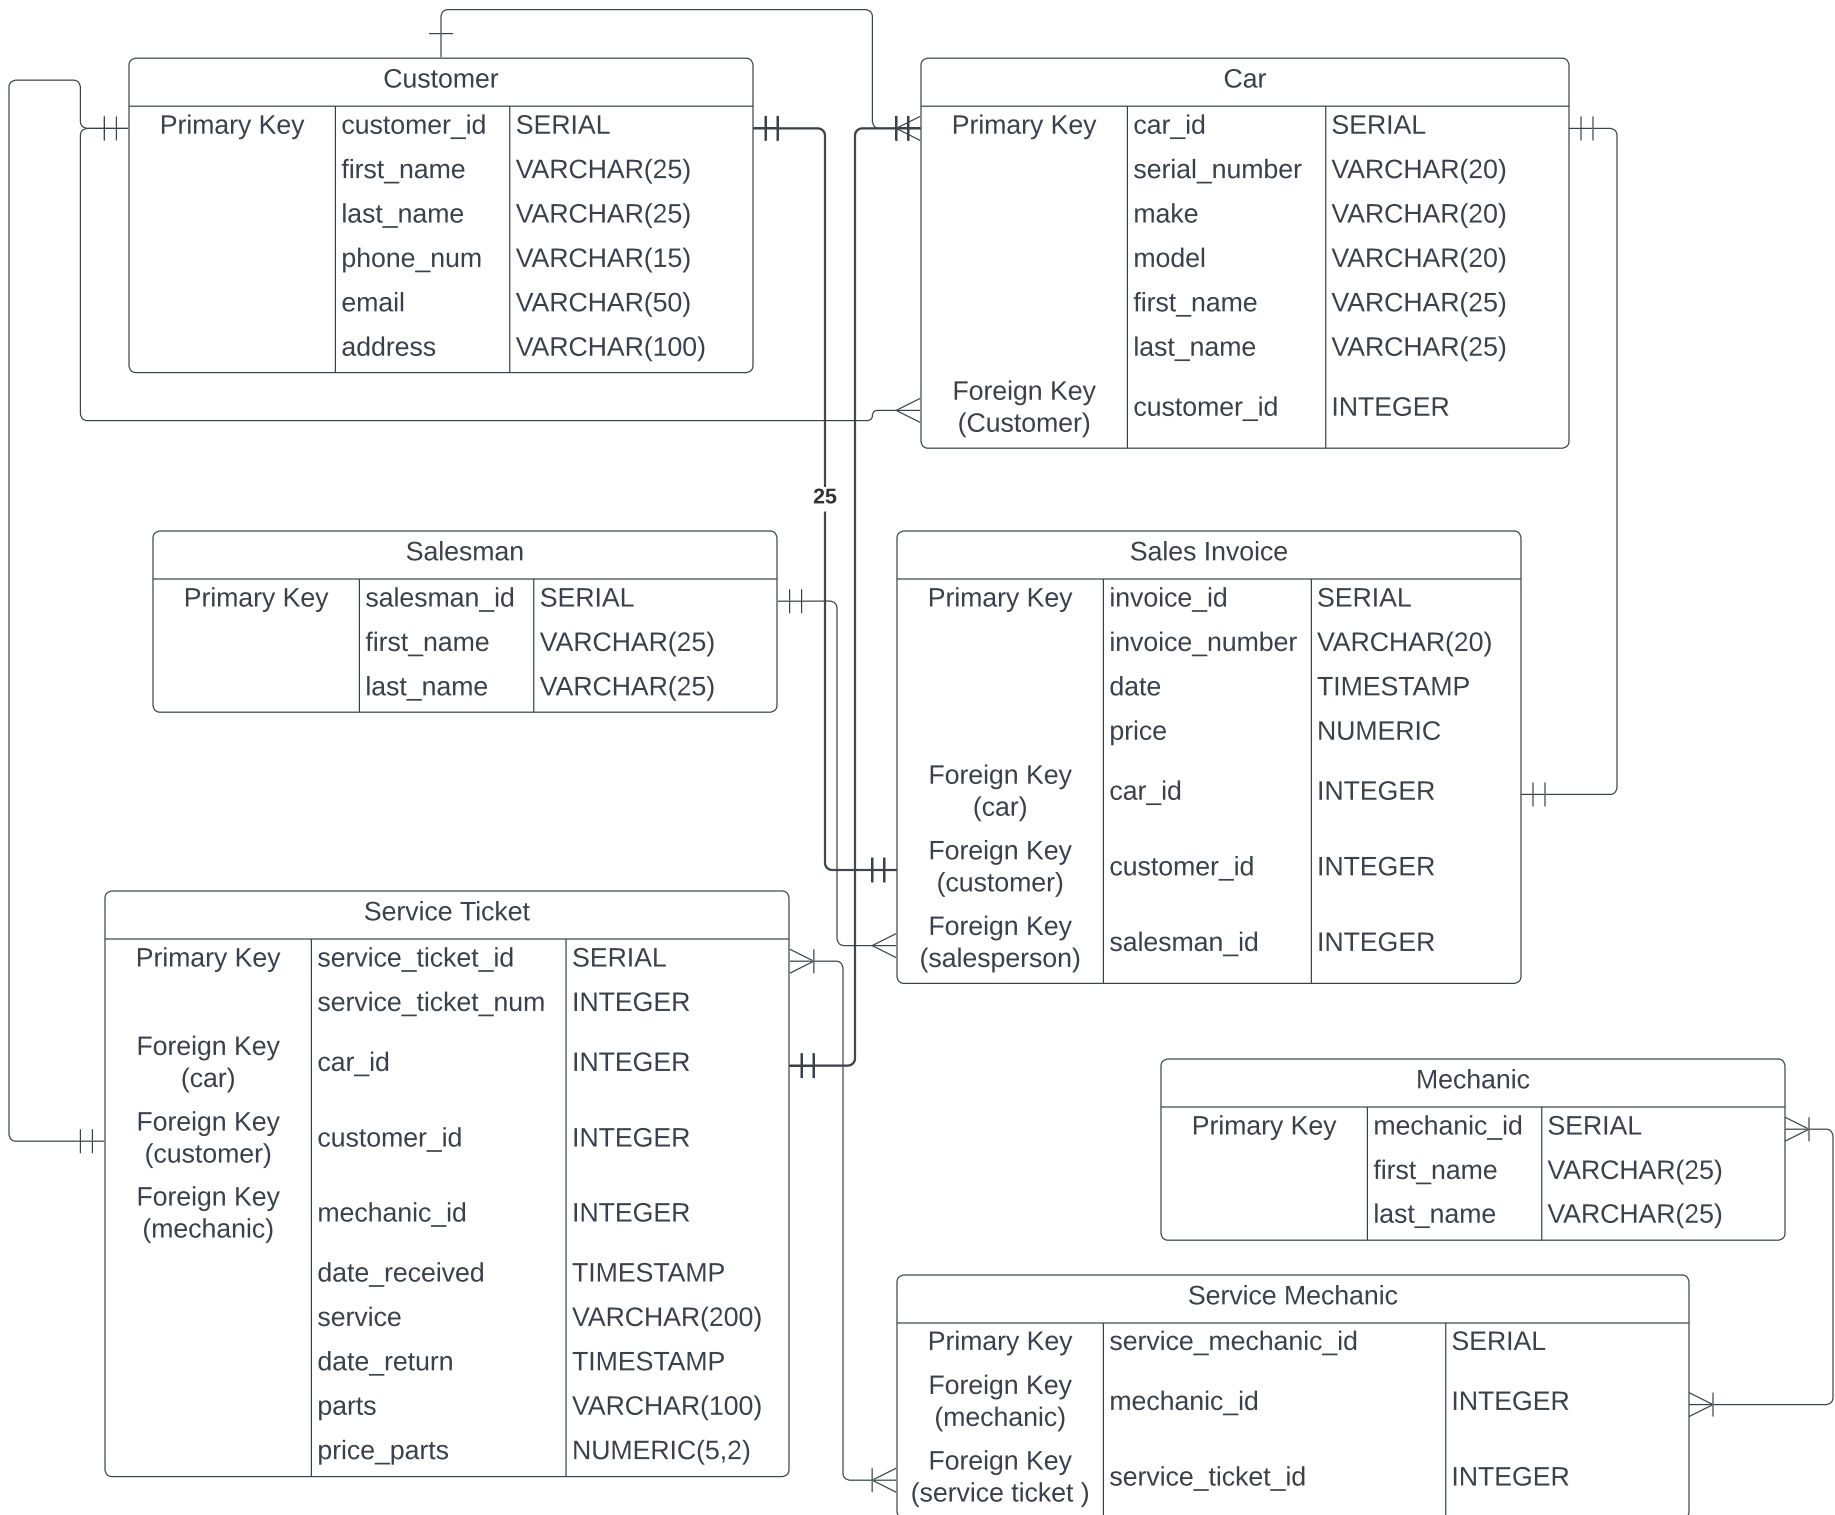 Customer
Primary Key customer_id SERIAL
first_name VARCHAR(25)
last_name VARCHAR(25)
phone_num VARCHAR(15)
email VARCHAR(50)
address VARCHAR(100)
Car
Primary Key car_id SERIAL
serial_number VARCHAR(20)
make VARCHAR(20)
model VARCHAR(20)
first_name VARCHAR(25)
last_name VARCHAR(25)
Foreign Key
(Customer) customer_id INTEGER
25
Salesman
Primary Key salesman_id SERIAL
first_name VARCHAR(25)
last_name VARCHAR(25)
Sales Invoice
Primary Key invoice_id SERIAL
invoice_number VARCHAR(20)
date TIMESTAMP
price NUMERIC
Foreign Key
(car) car_id INTEGER
Foreign Key
(customer) customer_id INTEGER
Foreign Key
(salesperson) salesman_id INTEGER
Service Ticket
Primary Key service_ticket_id SERIAL
service_ticket_num INTEGER
Foreign Key
(car) car_id INTEGER
Foreign Key
(customer) customer_id INTEGER
Foreign Key
(mechanic) mechanic_id INTEGER
date_received TIMESTAMP
service VARCHAR(200)
date_return TIMESTAMP
parts VARCHAR(100)
price_parts NUMERIC(5,2)
Mechanic
Primary Key mechanic_id SERIAL
first_name VARCHAR(25)
last_name VARCHAR(25)
Service Mechanic
Primary Key service_mechanic_id SERIAL
Foreign Key
(mechanic) mechanic_id INTEGER
Foreign Key
(service ticket ) service_ticket_id INTEGER